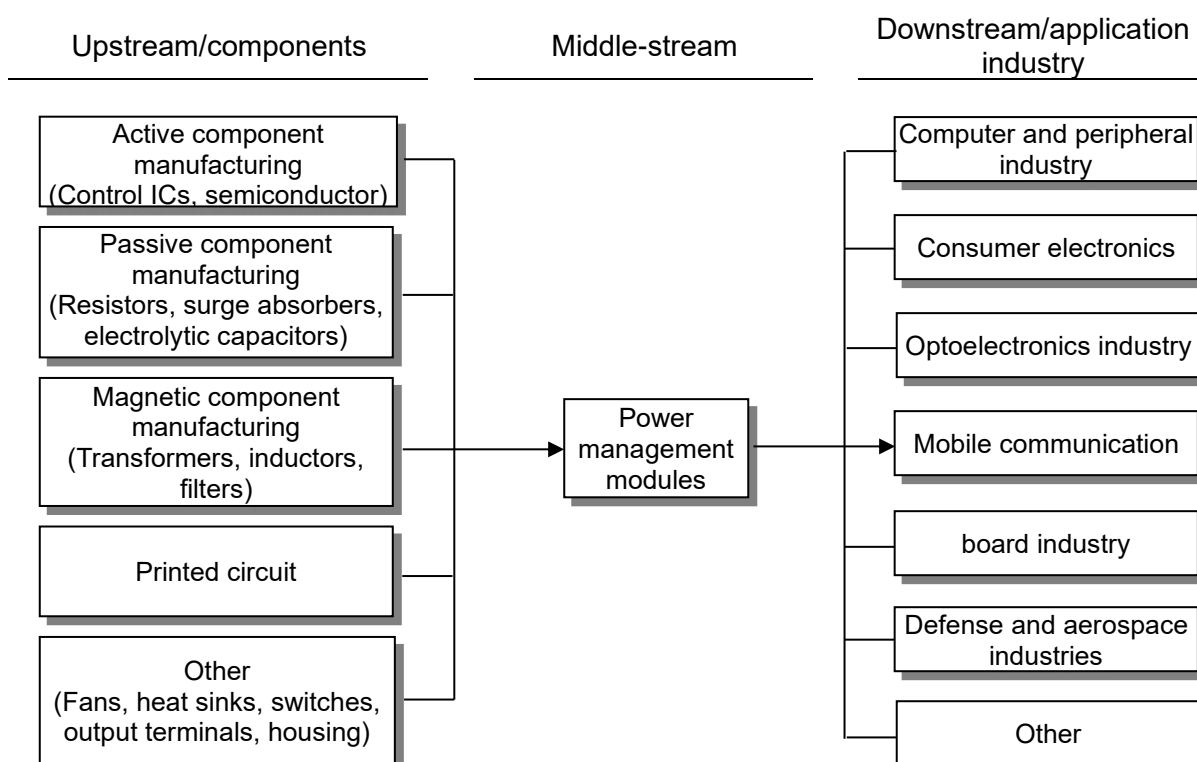 Upstream/components
Middle-stream
Downstream/application
industry
Active component
manufacturing
(Control ICs, semiconductor)
Passive component
manufacturing
(Resistors, surge absorbers,
electrolytic capacitors)
Magnetic component
manufacturing
(Transformers, inductors,
filters)
Printed circuit
Other
(Fans, heat sinks, switches,
output terminals, housing)
Power
management
modules
Computer and peripheral
industry
Consumer electronics
Optoelectronics industry
Mobile communication
board industry
Defense and aerospace
industries
Other